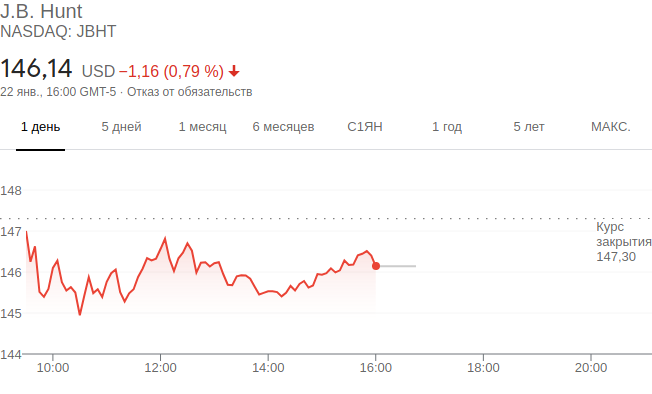 J.B. Hunt
NASDAQ: JBHT
146,14 USD −1,16 (0,79 %)
22 янв., 16:00 GMT-5 · Отказ от обязательств
1 день 5 дней 1 месяц 6 месяцев С1ЯН 1 год 5 лет МАКС.
148
147
146
145
144
Курс
закрытия
147,30
10:00 12:00 14:00 16:00 18:00 20:00